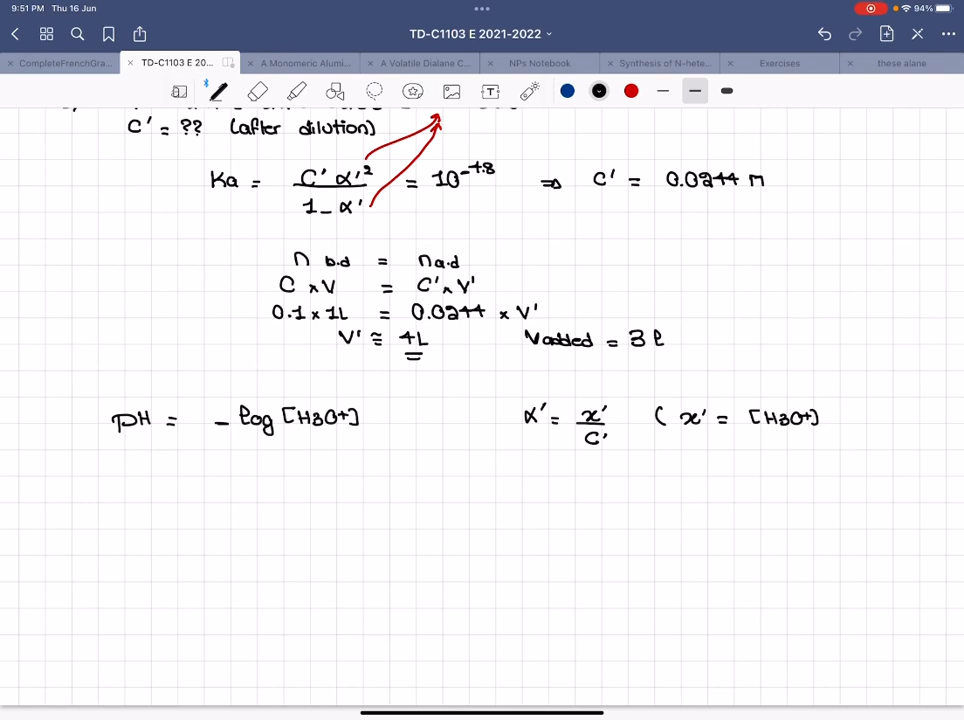 9:51 PM Thu 16 Jun
94%
TD-C1103 E 2021-2022
CompleteFrenchGra...
TD-C1103 E 20...
A Monomeric Alumi...
A Volatile Dialane C...
NPs Notebook
Synthesis of N-hete...
Exercises
these alane
C' = ?? (after dilution)
Ka = C' α'² / 1 - α' = 10^-4.8 ⇒ C' = 0.0244 M
n b.d = n a.d
C × V = C' × V'
0.1 × 1L = 0.0244 × V'
V' ≅ 4L Vadded = 3 L
pH = - log [H3O+] α' = x' / C' ( x' = [H3O+]